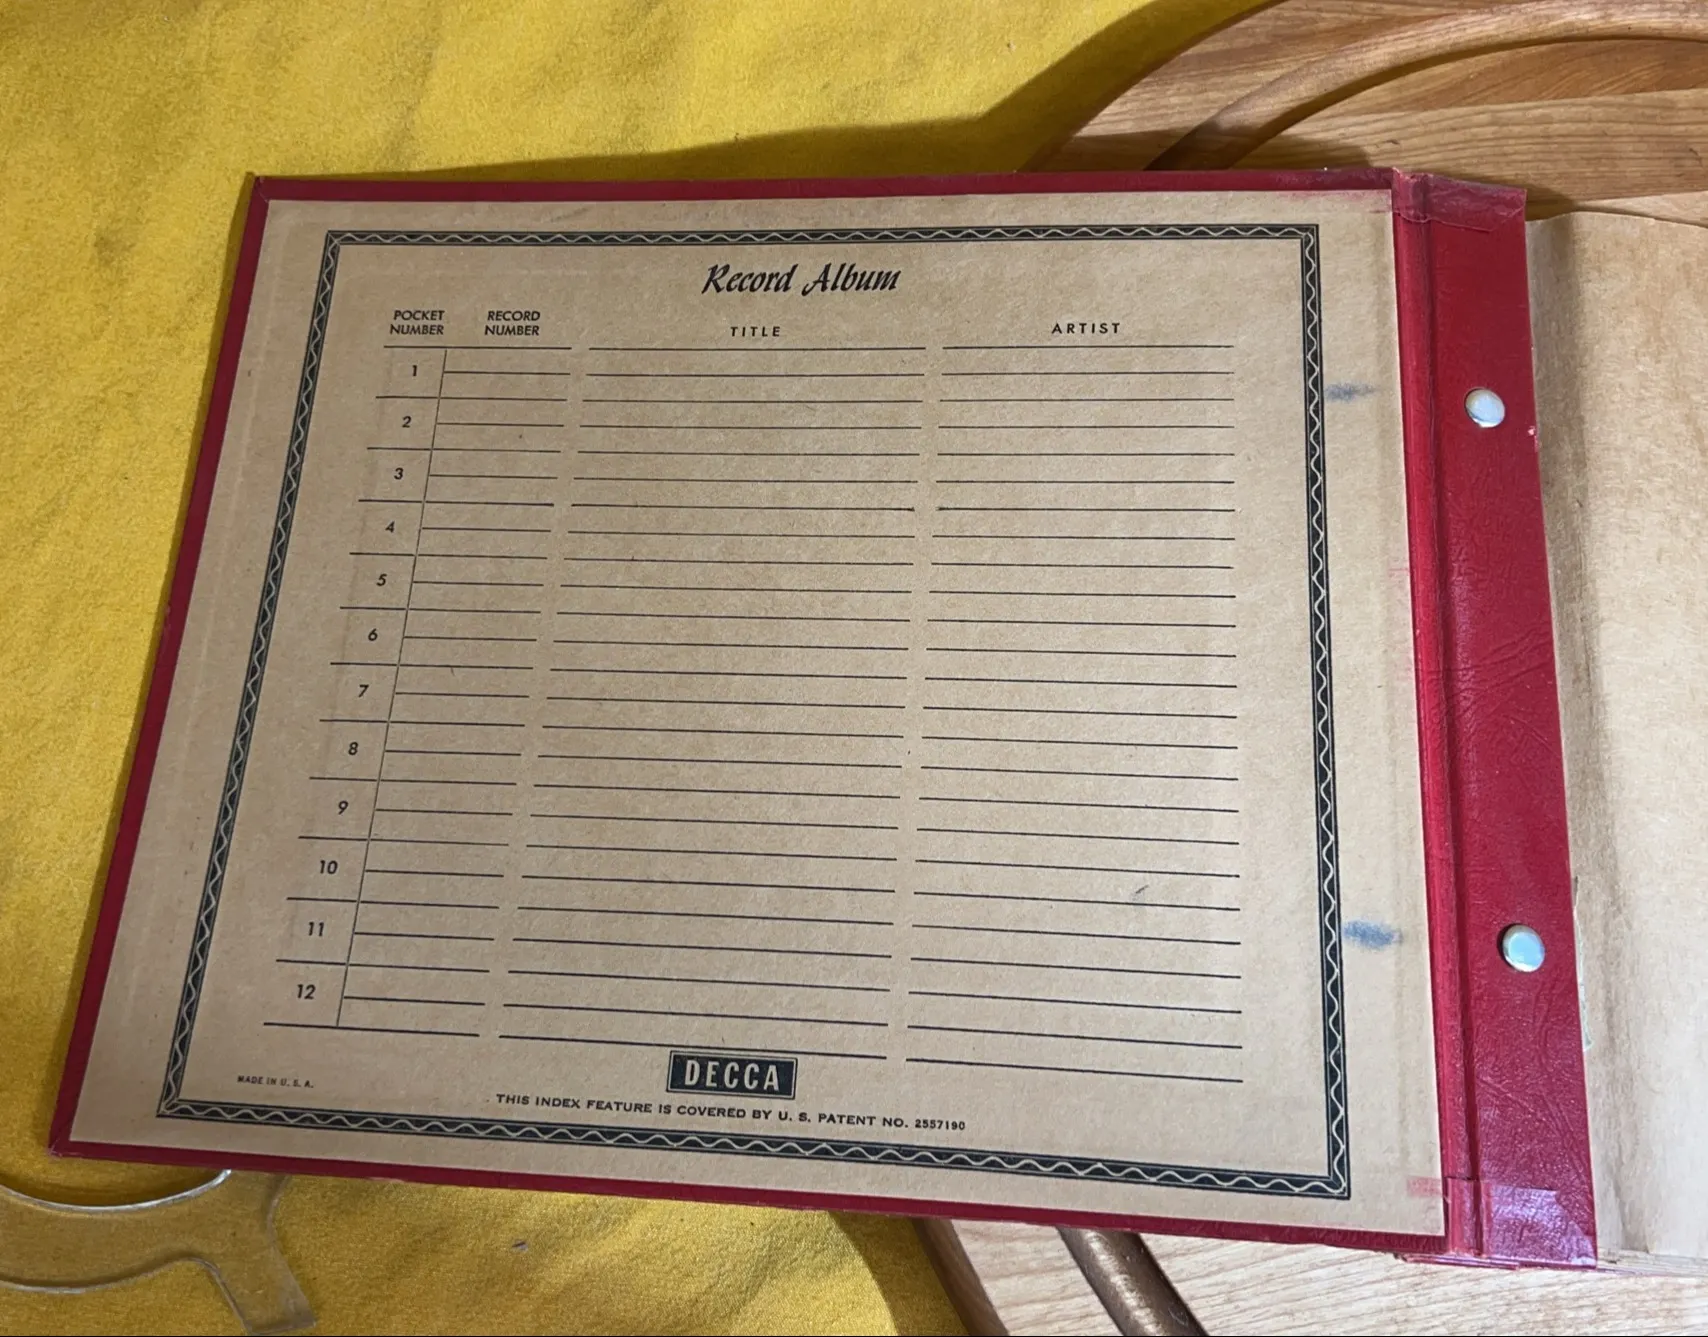 Record Album
POCKET NUMBER RECORD NUMBER TITLE ARTIST
1
2
3
4
5
6
7
8
9
10
11
12
DECCA
MADE IN U. S. A.
THIS INDEX FEATURE IS COVERED BY U. S. PATENT NO. 2557190